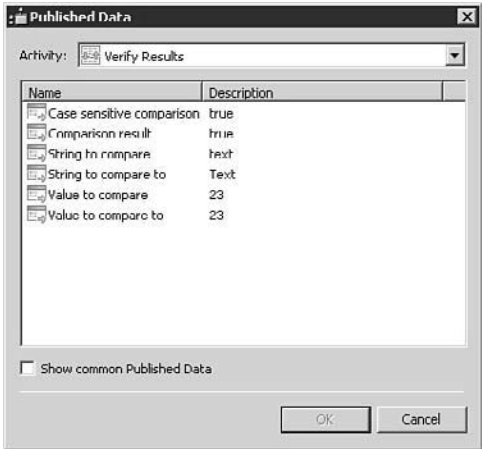 Published Data
Activity: Verify Results
Name Description
Case sensitive comparison true
Comparison result true
String to compare text
String to compare to Text
Value to compare 23
Value to compare to 23
Show common Published Data
OK Cancel